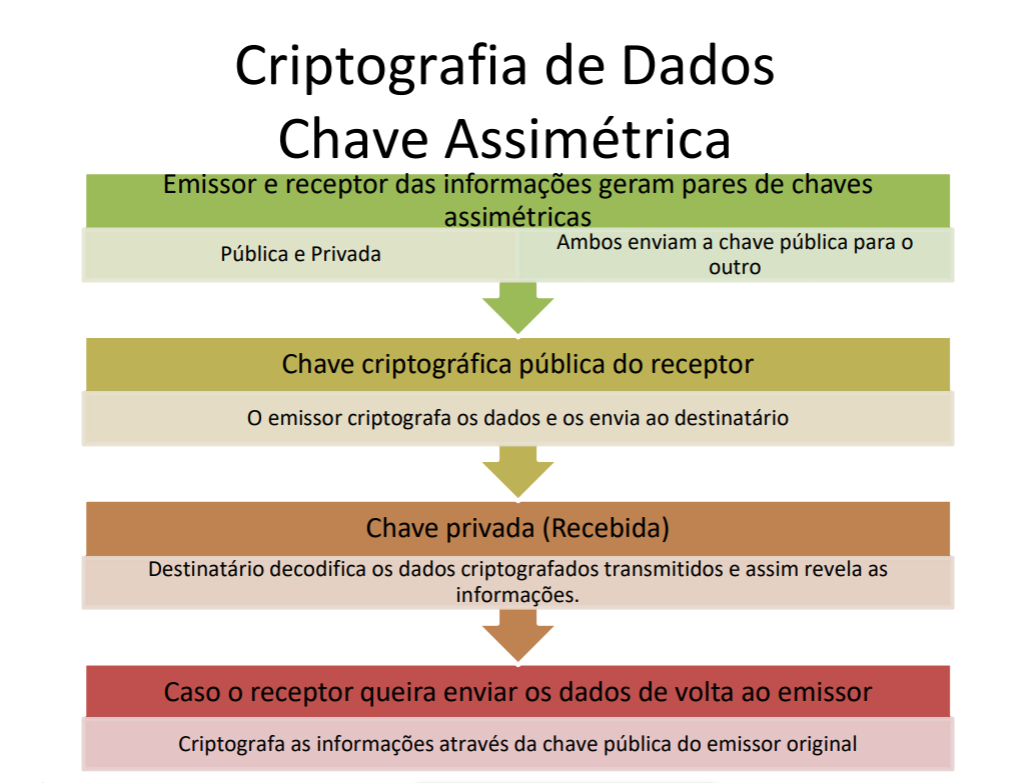 Criptografia de Dados
Chave Assimétrica
Emissor e receptor das informações geram pares de chaves
assimétricas
Pública e Privada
Ambos enviam a chave pública para o
outro
Chave criptográfica pública do receptor
O emissor criptografa os dados e os envia ao destinatário
Chave privada (Recebida)
Destinatário decodifica os dados criptografados transmitidos e assim revela as
informações.
Caso o receptor queira enviar os dados de volta ao emissor
Criptografa as informações através da chave pública do emissor original